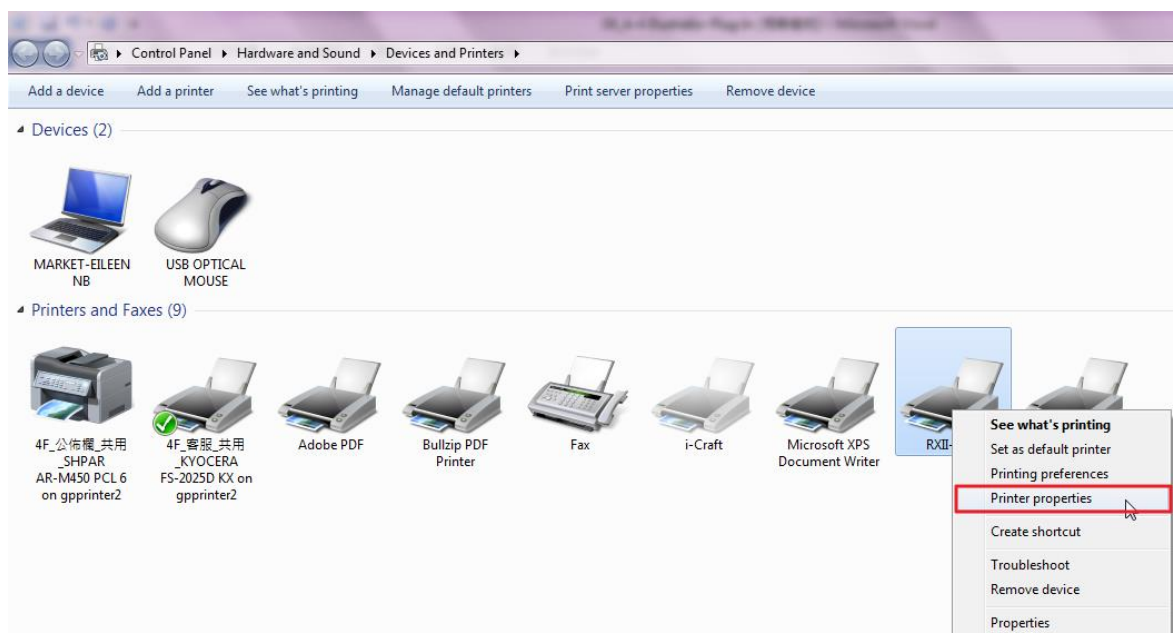 Control Panel ▸ Hardware and Sound ▸ Devices and Printers ▸
Add a device Add a printer See what's printing Manage default printers Print server properties Remove device
Devices (2)
MARKET-EILEEN
NB
USB OPTICAL
MOUSE
Printers and Faxes (9)
4F_公佈欄_共用
_SHPAR
AR-M450 PCL 6
on gpprinter2
4F_客服_共用
_KYOCERA
FS-2025D KX on
gpprinter2
Adobe PDF
Bullzip PDF
Printer
Fax
i-Craft
Microsoft XPS
Document Writer
RXII-
See what's printing
Set as default printer
Printing preferences
Printer properties
Create shortcut
Troubleshoot
Remove device
Properties